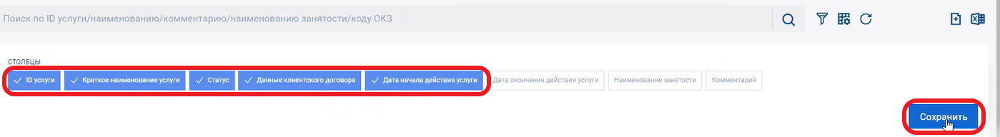 Поиск по ID услуги/наименованию/комментарию/наименованию занятости/коду ОКЗ
СТОЛБЦЫ
ID услуги Краткое наименование услуги Статус Данные клиентского договора Дата начала действия услуги Дата окончания действия услуги Наименование занятости Комментарий
Сохранить